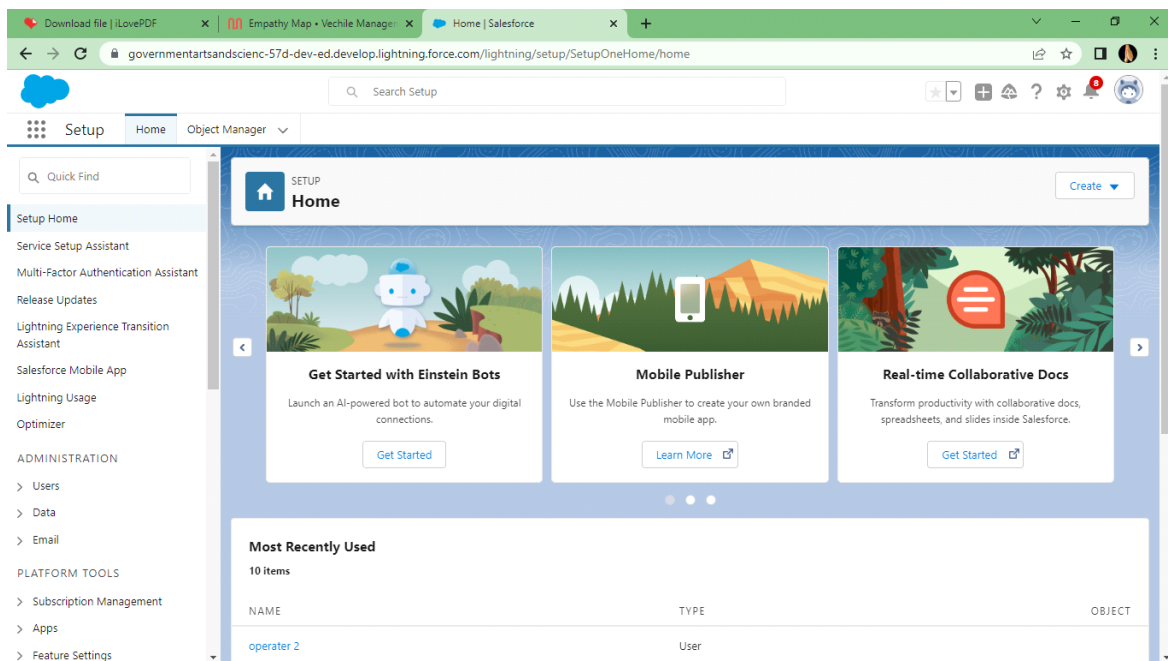 Download file | iLovePDF
Empathy Map • Vechile Manager
Home | Salesforce
governmentartsandscienc-57d-dev-ed.develop.lightning.force.com/lightning/setup/SetupOneHome/home
Search Setup
8
Setup
Home
Object Manager
Quick Find
Setup Home
Service Setup Assistant
Multi-Factor Authentication Assistant
Release Updates
Lightning Experience Transition
Assistant
Salesforce Mobile App
Lightning Usage
Optimizer
ADMINISTRATION
Users
Data
Email
PLATFORM TOOLS
Subscription Management
Apps
Feature Settings
SETUP
Home
Create
Get Started with Einstein Bots
Launch an AI-powered bot to automate your digital
connections.
Get Started
Mobile Publisher
Use the Mobile Publisher to create your own branded
mobile app.
Learn More
Real-time Collaborative Docs
Transform productivity with collaborative docs,
spreadsheets, and slides inside Salesforce.
Get Started
Most Recently Used
10 items
NAME TYPE OBJECT
operater 2 User